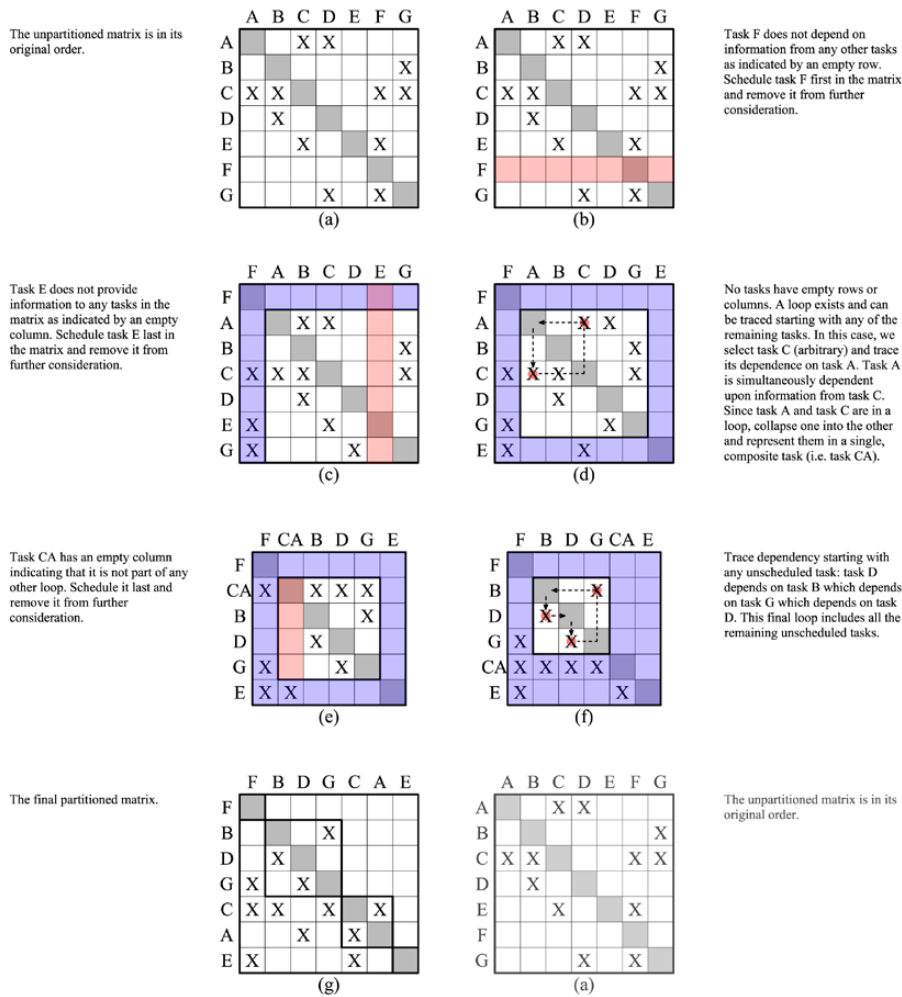 The unpartitioned matrix is in its
original order.
A B C D E F G
A X X
B X
C X X X X
D X
E X X
F
G X X
(a)
A B C D E F G
A X X
B X
C X X X X
D X
E X X
F
G X X
(b)
Task F does not depend on
information from any other tasks
as indicated by an empty row.
Schedule task F first in the matrix
and remove it from further
consideration.
Task E does not provide
information to any tasks in the
matrix as indicated by an empty
column. Schedule task E last in
the matrix and remove it from
further consideration.
F A B C D E G
F
A X X
B X
C X X X X
D X
E X X
G X X
(c)
F A B C D G E
F
A X X
B X
C X X X X
D X
G X X
E X X
(d)
No tasks have empty rows or
columns. A loop exists and can
be traced starting with any of the
remaining tasks. In this case, we
select task C (arbitrary) and trace
its dependence on task A. Task A
is simultaneously dependent
upon information from task C.
Since task A and task C are in a
loop, collapse one into the other
and represent them in a single,
composite task (i.e. task CA).
Task CA has an empty column
indicating that it is not part of any
other loop. Schedule it last and
remove it from further
consideration.
F CA B D G E
F
CA X X X X
B X
D X
G X X
E X X
(e)
F B D G CA E
F
B X
D X
G X X
CA X X X X
E X X
(f)
Trace dependency starting with
any unscheduled task: task D
depends on task B which depends
on task G which depends on task
D. This final loop includes all the
remaining unscheduled tasks.
The final partitioned matrix.
F B D G C A E
F
B X
D X
G X X
C X X X X
A X X
E X X
(g)
A B C D E F G
A X X
B X
C X X X X
D X
E X X
F
G X X
(a)
The unpartitioned matrix is in its
original order.